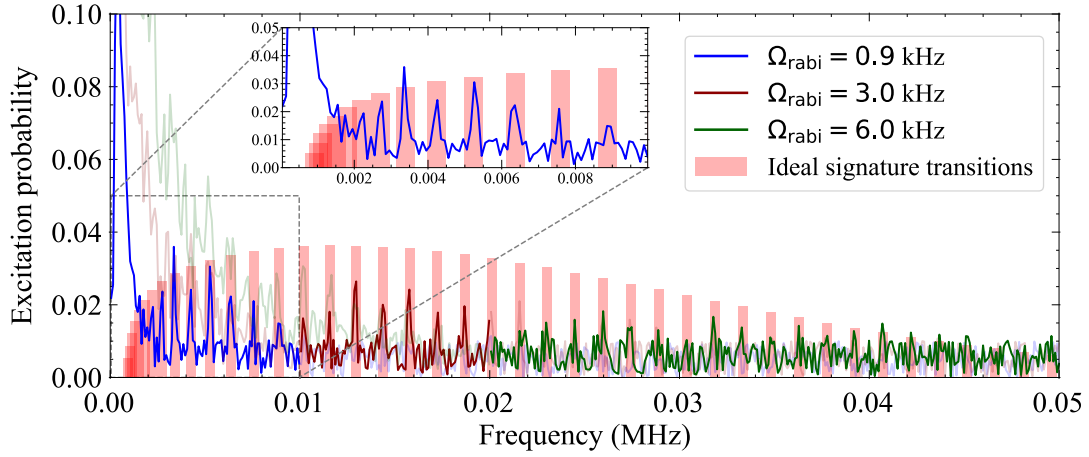 Excitation probability
0.10
0.08
0.06
0.04
0.02
0.00
0.05
0.04
0.03
0.02
0.01
0.00
0.002 0.004 0.006 0.008
Ωrabi = 0.9 kHz
Ωrabi = 3.0 kHz
Ωrabi = 6.0 kHz
Ideal signature transitions
0.00 0.01 0.02 0.03 0.04 0.05
Frequency (MHz)